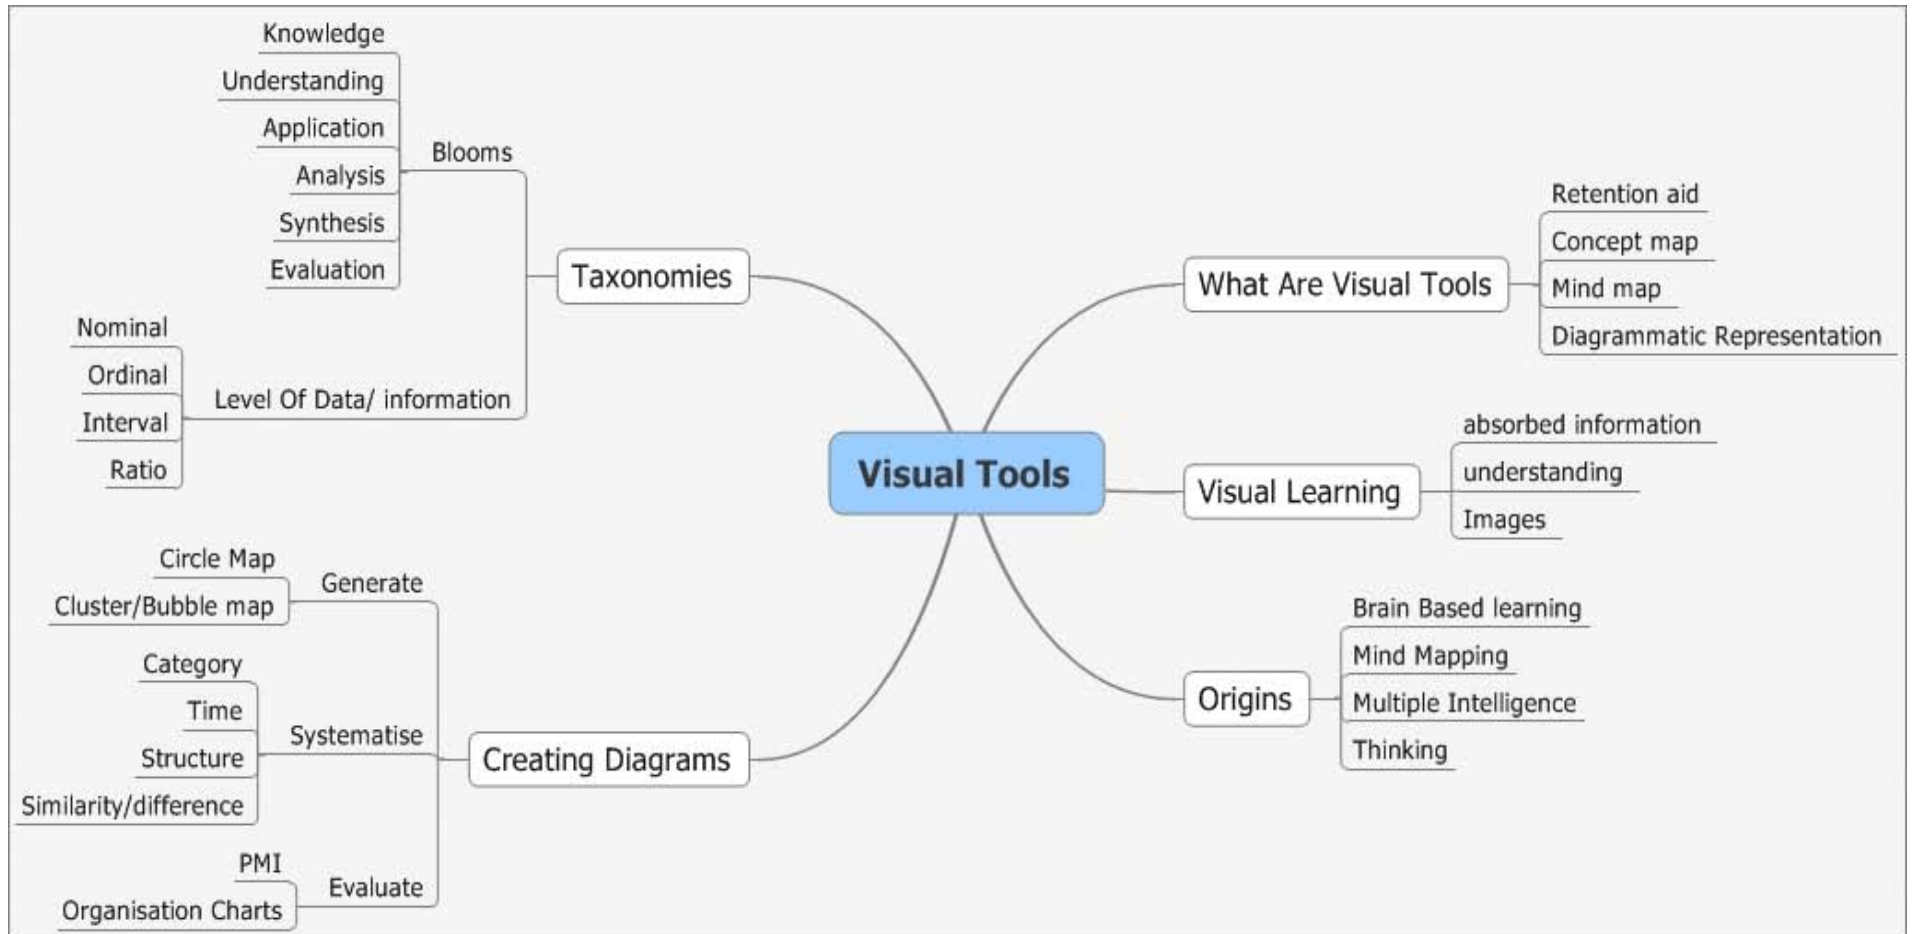 Visual Tools
What Are Visual Tools
Retention aid
Concept map
Mind map
Diagrammatic Representation
Visual Learning
absorbed information
understanding
Images
Origins
Brain Based learning
Mind Mapping
Multiple Intelligence
Thinking
Taxonomies
Blooms
Knowledge
Understanding
Application
Analysis
Synthesis
Evaluation
Level Of Data/ information
Nominal
Ordinal
Interval
Ratio
Creating Diagrams
Generate
Circle Map
Cluster/Bubble map
Systematise
Category
Time
Structure
Similarity/difference
Evaluate
PMI
Organisation Charts